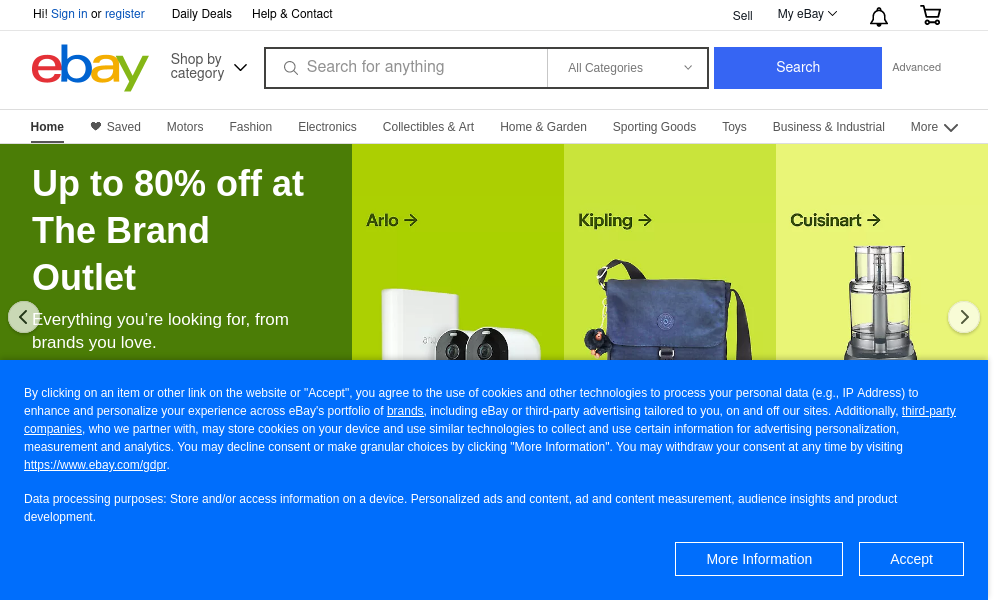 Hi! Sign in or register
Daily Deals
Help & Contact
Sell
My eBay
ebay
Shop by
category
Search for anything
All Categories
Search
Advanced
Home
Saved
Motors
Fashion
Electronics
Collectibles & Art
Home & Garden
Sporting Goods
Toys
Business & Industrial
More
Up to 80% off at
The Brand
Outlet
Everything you’re looking for, from
brands you love.
Arlo →
Kipling →
Cuisinart →
By clicking on an item or other link on the website or "Accept", you agree to the use of cookies and other technologies to process your personal data (e.g., IP Address) to
enhance and personalize your experience across eBay's portfolio of brands, including eBay or third-party advertising tailored to you, on and off our sites. Additionally, third-party
companies, who we partner with, may store cookies on your device and use similar technologies to collect and use certain information for advertising personalization,
measurement and analytics. You may decline consent or make granular choices by clicking "More Information". You may withdraw your consent at any time by visiting
https://www.ebay.com/gdpr.
Data processing purposes: Store and/or access information on a device. Personalized ads and content, ad and content measurement, audience insights and product
development.
More Information
Accept